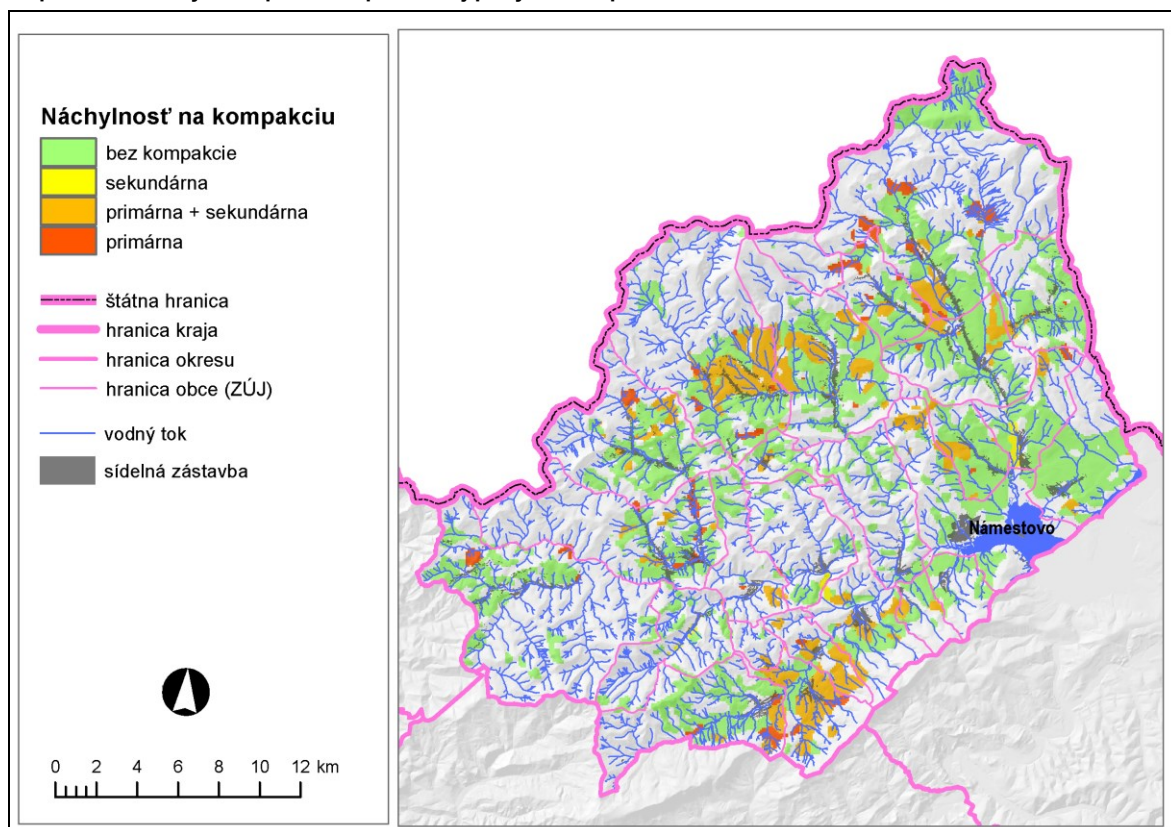 Náchylnosť na kompakciu
bez kompakcie
sekundárna
primárna + sekundárna
primárna
štátna hranica
hranica kraja
hranica okresu
hranica obce (ZÚJ)
vodný tok
sídelná zástavba
0 2 4 6 8 10 12 km
Námestovo